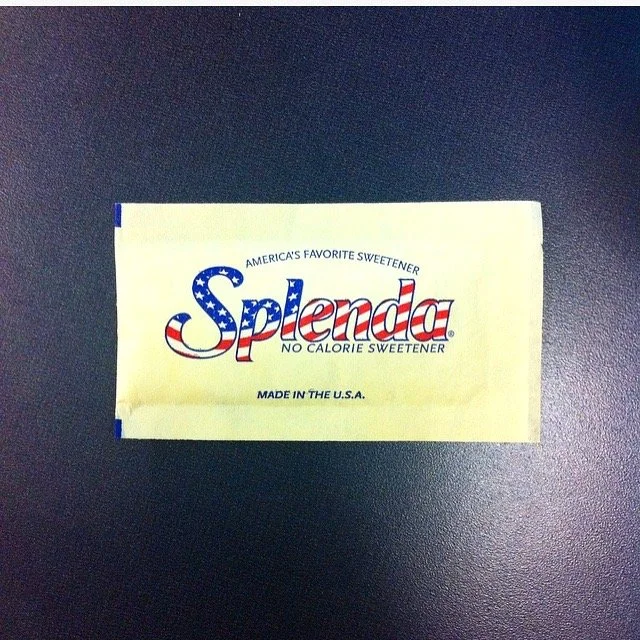 AMERICA'S FAVORITE SWEETENER
Splenda®
NO CALORIE SWEETENER
MADE IN THE U.S.A.